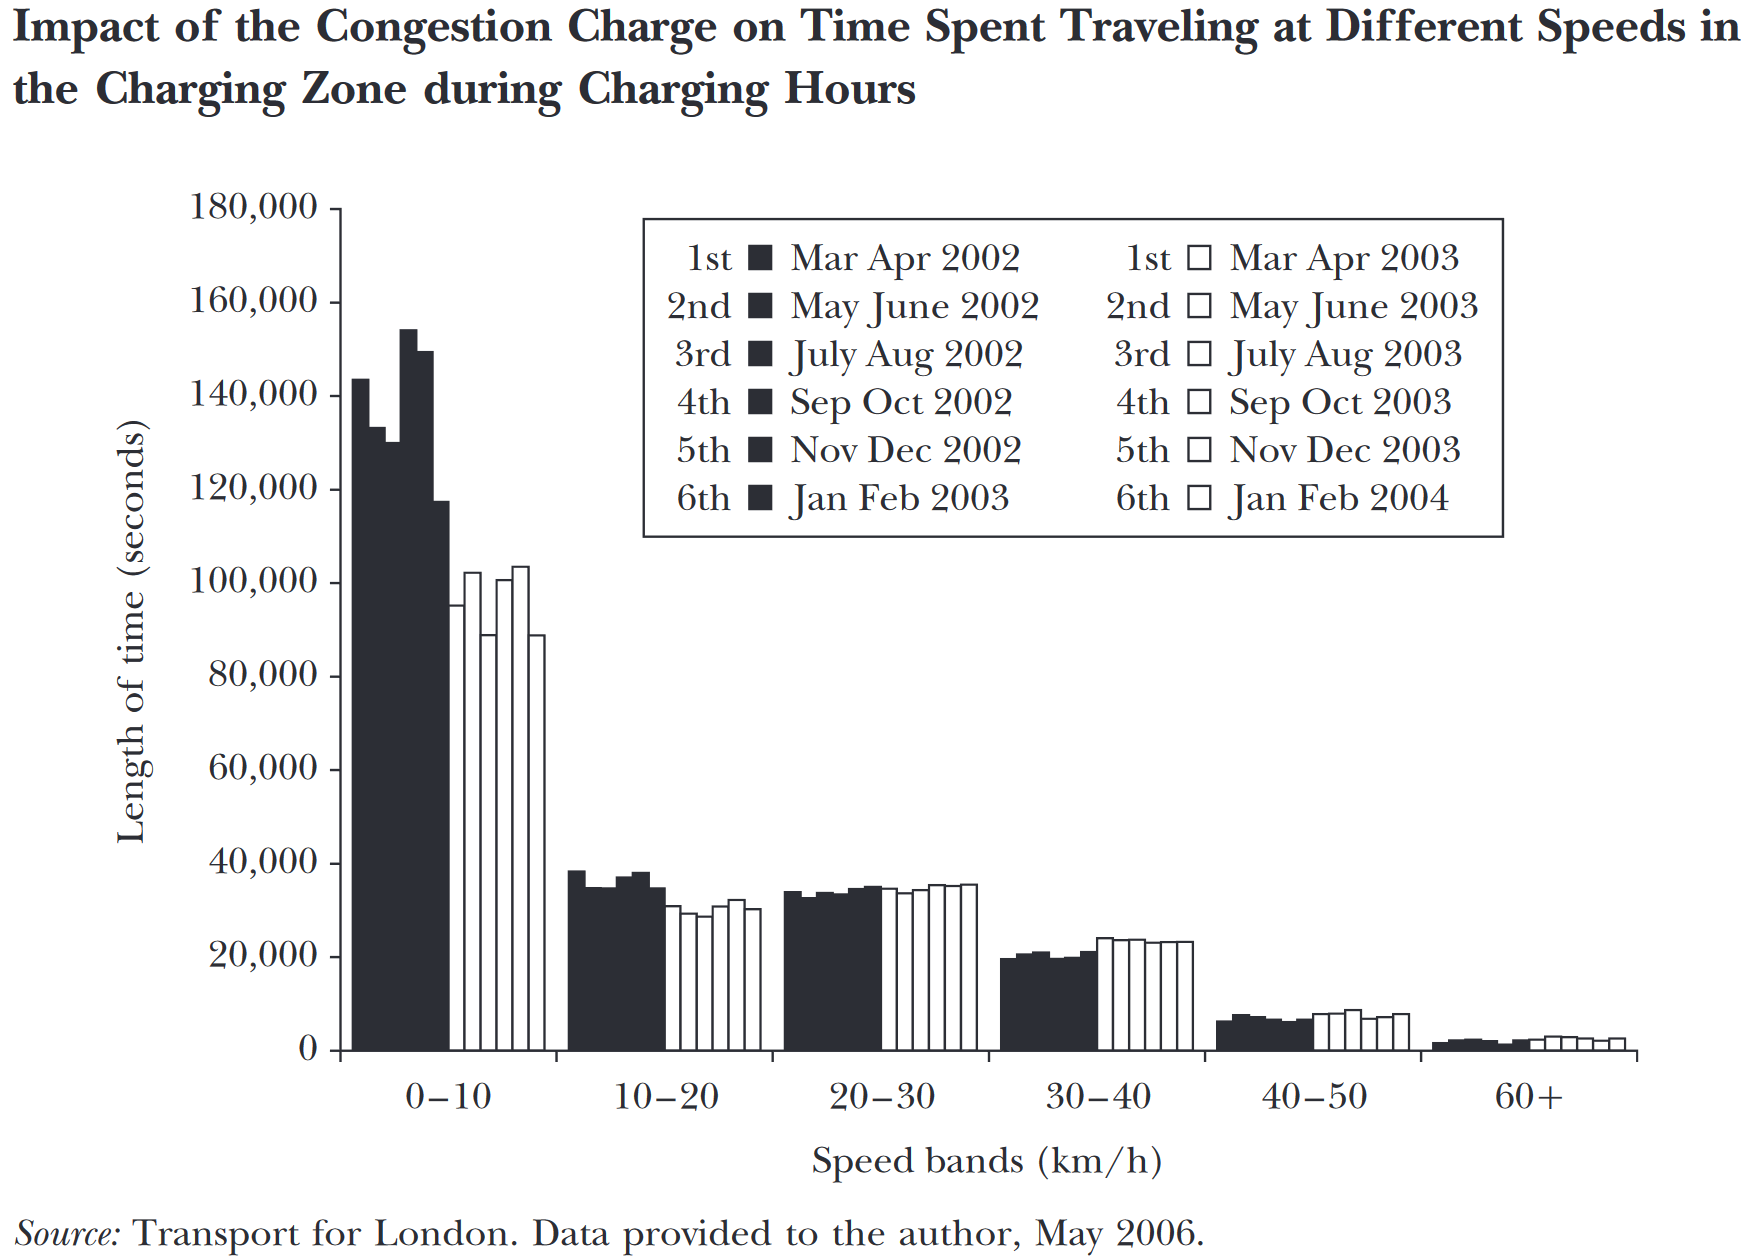 Impact of the Congestion Charge on Time Spent Traveling at Different Speeds in
the Charging Zone during Charging Hours
180,000
160,000
140,000
120,000
100,000
80,000
60,000
40,000
20,000
0
Length of time (seconds)
1st Mar Apr 2002
2nd May June 2002
3rd July Aug 2002
4th Sep Oct 2002
5th Nov Dec 2002
6th Jan Feb 2003
1st Mar Apr 2003
2nd May June 2003
3rd July Aug 2003
4th Sep Oct 2003
5th Nov Dec 2003
6th Jan Feb 2004
0–10 10–20 20–30 30–40 40–50 60+
Speed bands (km/h)
Source: Transport for London. Data provided to the author, May 2006.